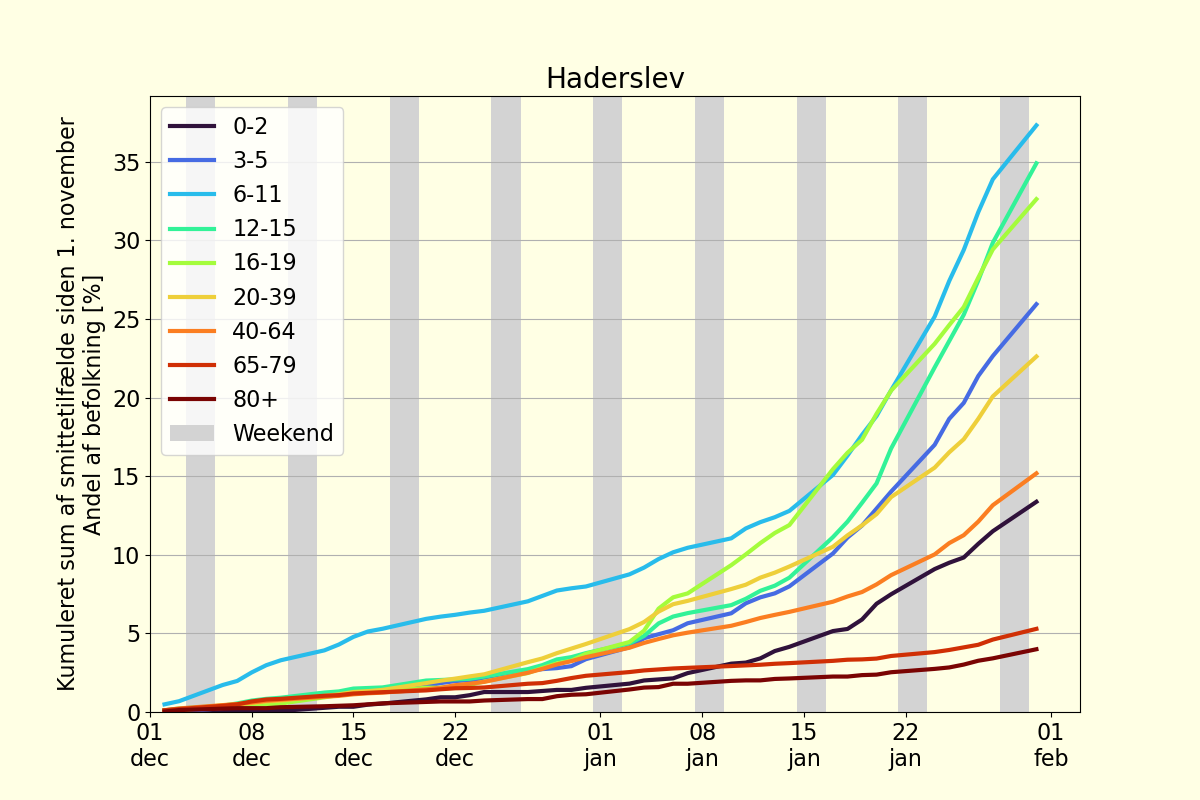 Haderslev
Kumuleret sum af smittetilfælde siden 1. november
Andel af befolkning [%]
35
30
25
20
15
10
5
0
0-2
3-5
6-11
12-15
16-19
20-39
40-64
65-79
80+
Weekend
01 08 15 22 01 08 15 22 01
dec dec dec dec jan jan jan jan feb